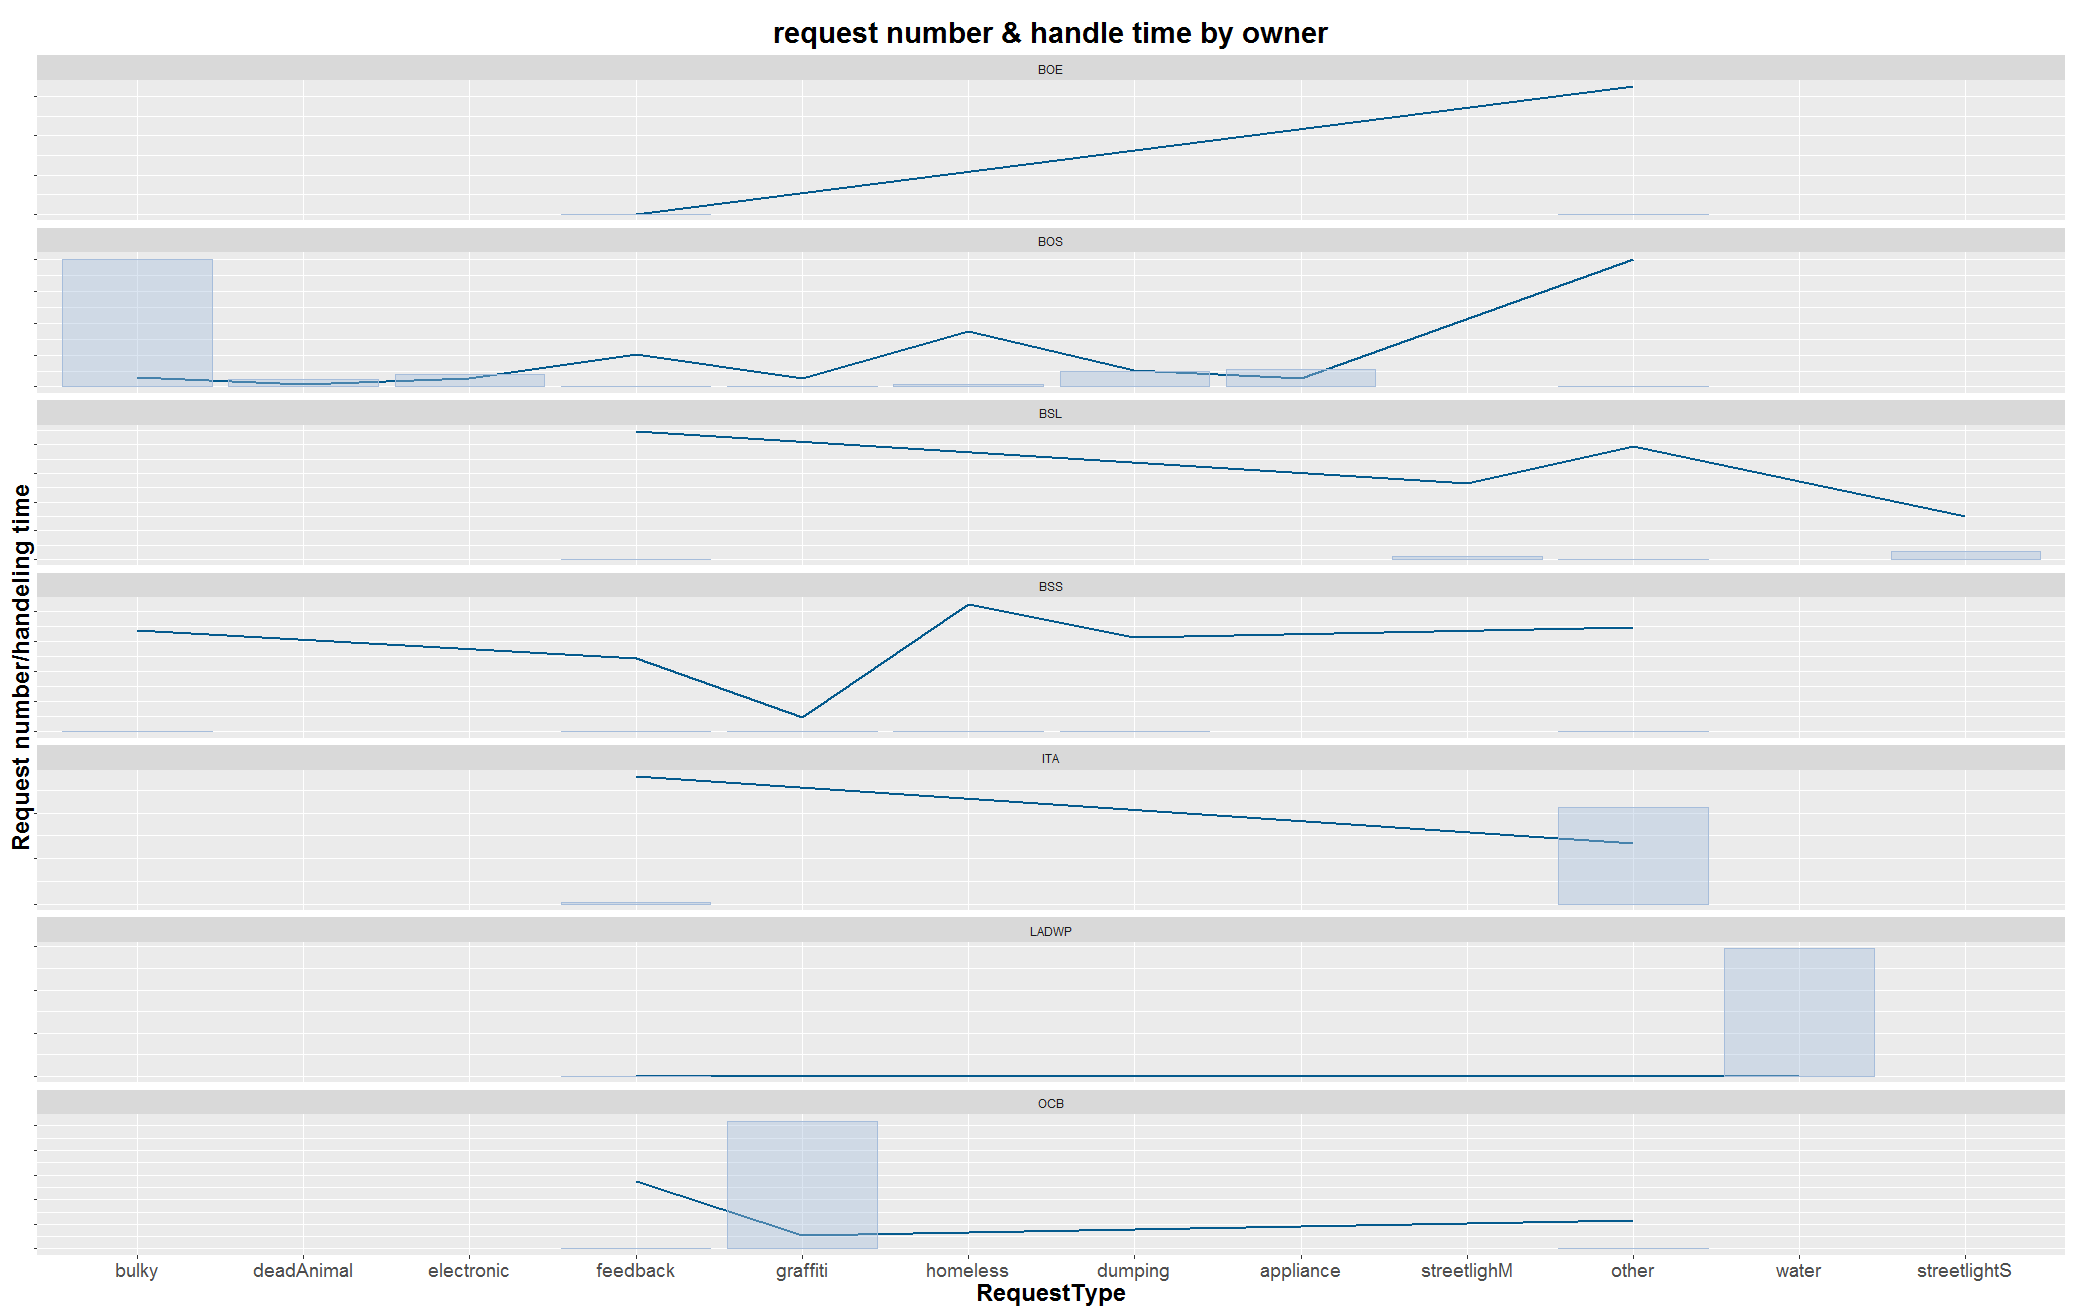 request number & handle time by owner
BOE
BOS
BSL
BSS
ITA
LADWP
OCB
Request number/handeling time
bulky deadAnimal electronic feedback graffiti homeless dumping appliance streetlighM other water streetlightS
RequestType